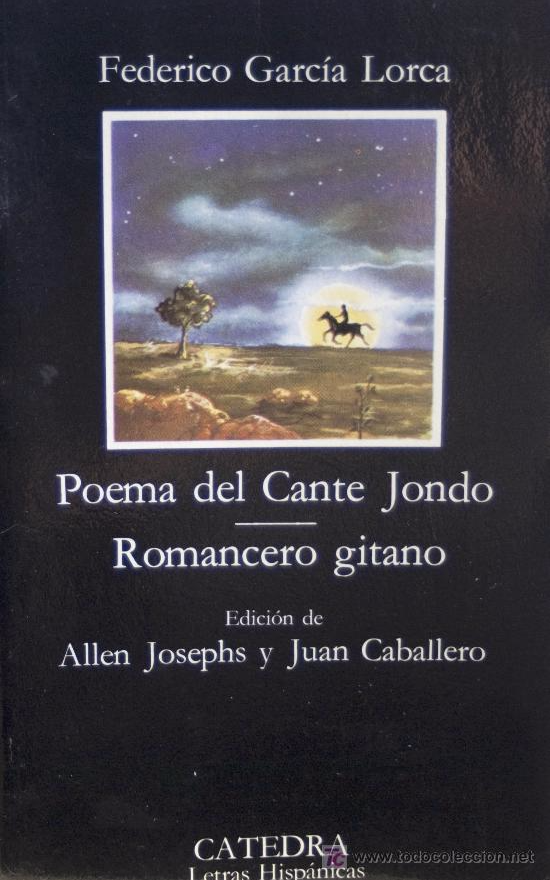 Federico García Lorca
Poema del Cante Jondo
Romancero gitano
Edición de
Allen Josephs y Juan Caballero
CATEDRA
Letras Hispánicas
TC www.todocoleccion.net